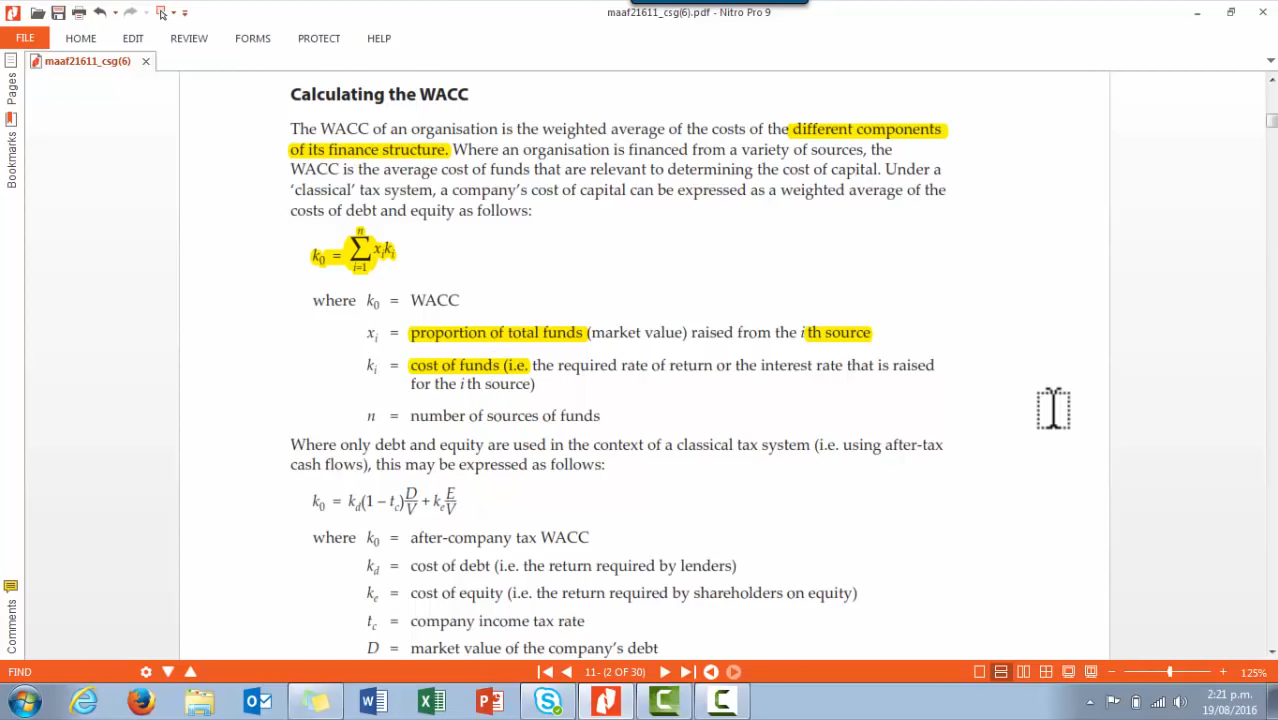 maaf21611_csg(6).pdf - Nitro Pro 9
FILE HOME EDIT REVIEW FORMS PROTECT HELP
maaf21611_csg(6)
Pages
Bookmarks
Comments
Calculating the WACC
The WACC of an organisation is the weighted average of the costs of the different components
of its finance structure. Where an organisation is financed from a variety of sources, the
WACC is the average cost of funds that are relevant to determining the cost of capital. Under a
‘classical’ tax system, a company’s cost of capital can be expressed as a weighted average of the
costs of debt and equity as follows:
k₀ = ∑ⁿᵢ₌₁ xᵢkᵢ
where k₀ = WACC
xᵢ = proportion of total funds (market value) raised from the i th source
kᵢ = cost of funds (i.e. the required rate of return or the interest rate that is raised
for the i th source)
n = number of sources of funds
Where only debt and equity are used in the context of a classical tax system (i.e. using after-tax
cash flows), this may be expressed as follows:
k₀ = k_d(1 – t_c) D/V + k_e E/V
where k₀ = after-company tax WACC
k_d = cost of debt (i.e. the return required by lenders)
k_e = cost of equity (i.e. the return required by shareholders on equity)
t_c = company income tax rate
D = market value of the company’s debt
FIND 11- (2 OF 30) 125%
2:21 p.m.
19/08/2016